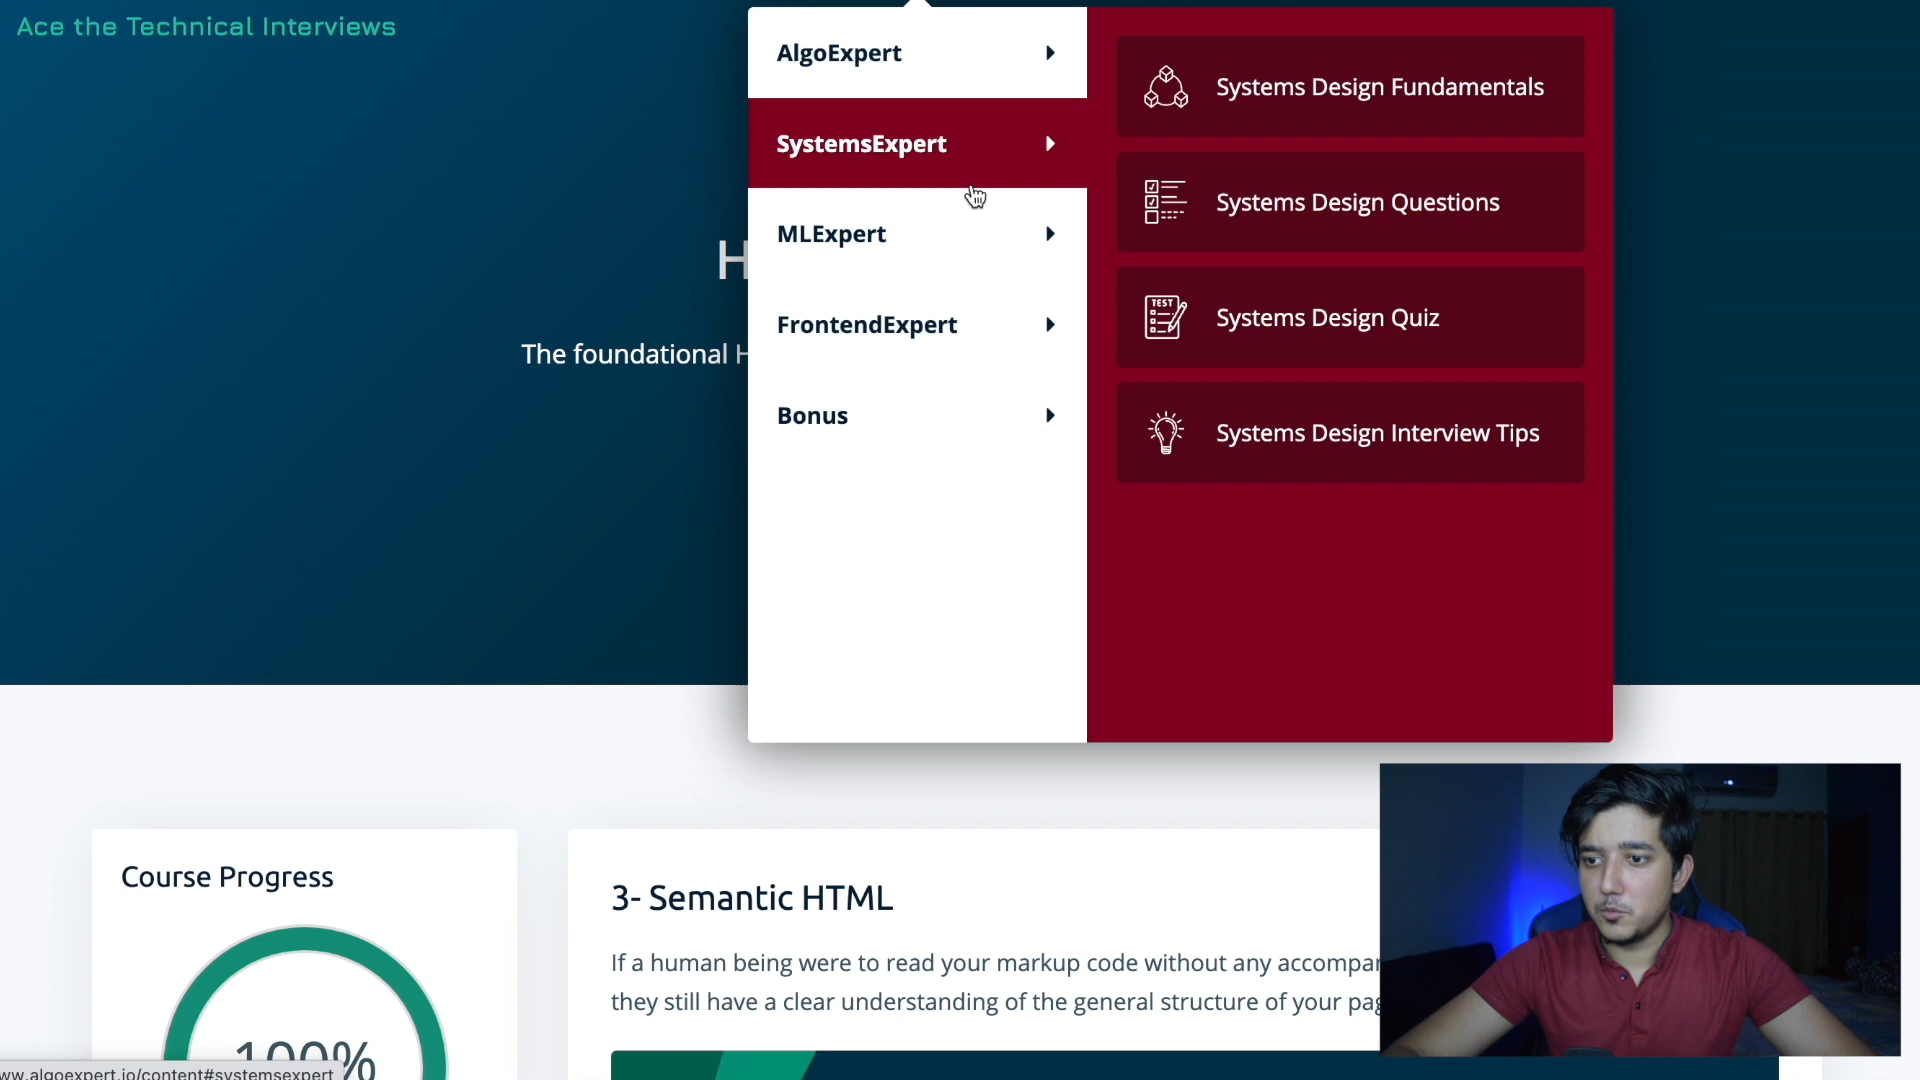 Ace the Technical Interviews
AlgoExpert
SystemsExpert
MLExpert
FrontendExpert
Bonus
Systems Design Fundamentals
Systems Design Questions
TEST
Systems Design Quiz
Systems Design Interview Tips
H
The foundational H
Course Progress
100%
3- Semantic HTML
If a human being were to read your markup code without any accompar
they still have a clear understanding of the general structure of your pag
ww.algoexpert.io/content#systemsexpert